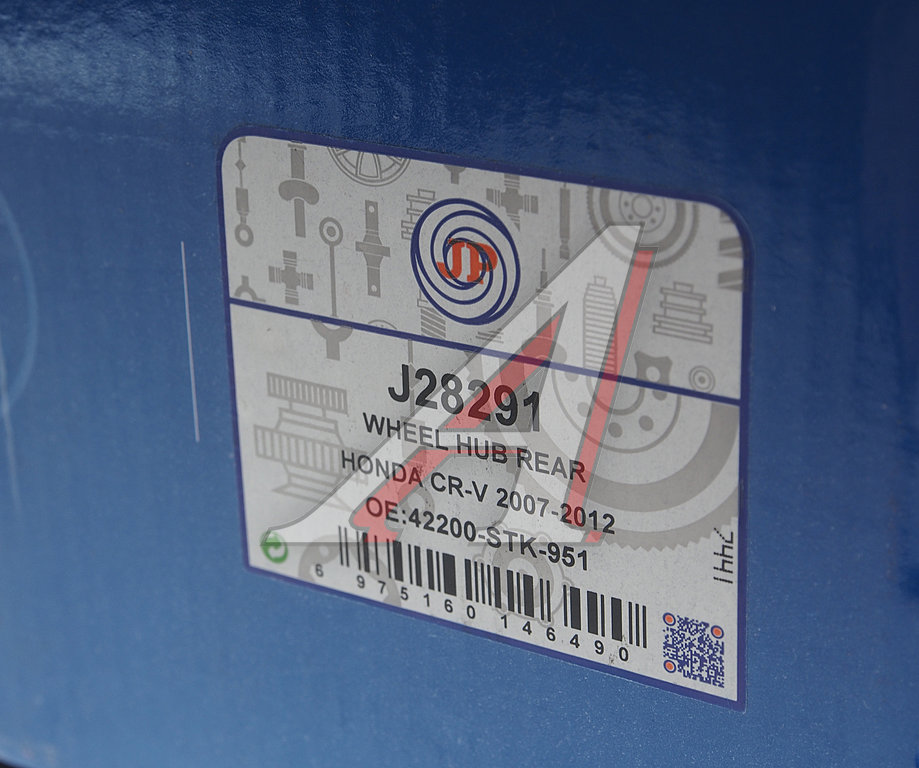 JP
J28291
WHEEL HUB REAR
HONDA CR-V 2007-2012
OE:42200-STK-951
6 975160 146490